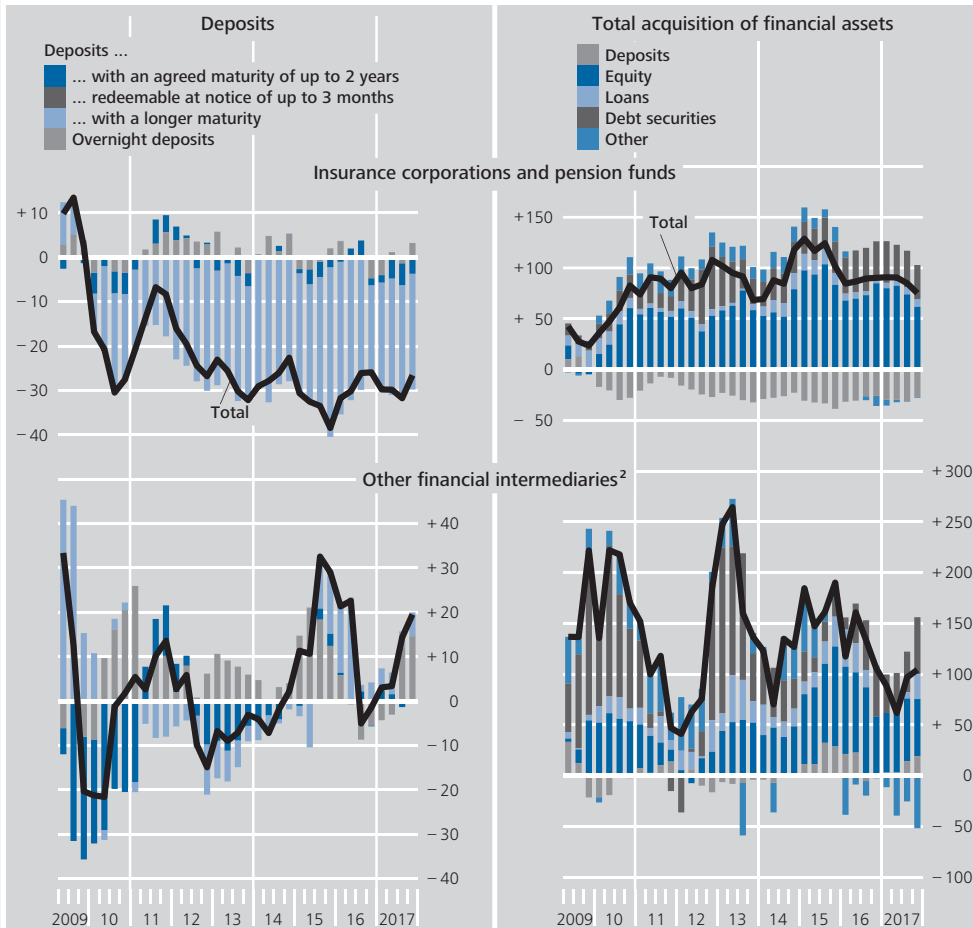 Deposits
Deposits ...
... with an agreed maturity of up to 2 years
... redeemable at notice of up to 3 months
... with a longer maturity
Overnight deposits
Total acquisition of financial assets
Deposits
Equity
Loans
Debt securities
Other
Insurance corporations and pension funds
+ 10
0
– 10
– 20
– 30
– 40
Total
+ 150
+ 100
+ 50
0
– 50
Total
Other financial intermediaries²
+ 40
+ 30
+ 20
+ 10
0
– 10
– 20
– 30
– 40
+ 300
+ 250
+ 200
+ 150
+ 100
+ 50
0
– 50
– 100
2009 10 11 12 13 14 15 16 2017
2009 10 11 12 13 14 15 16 2017